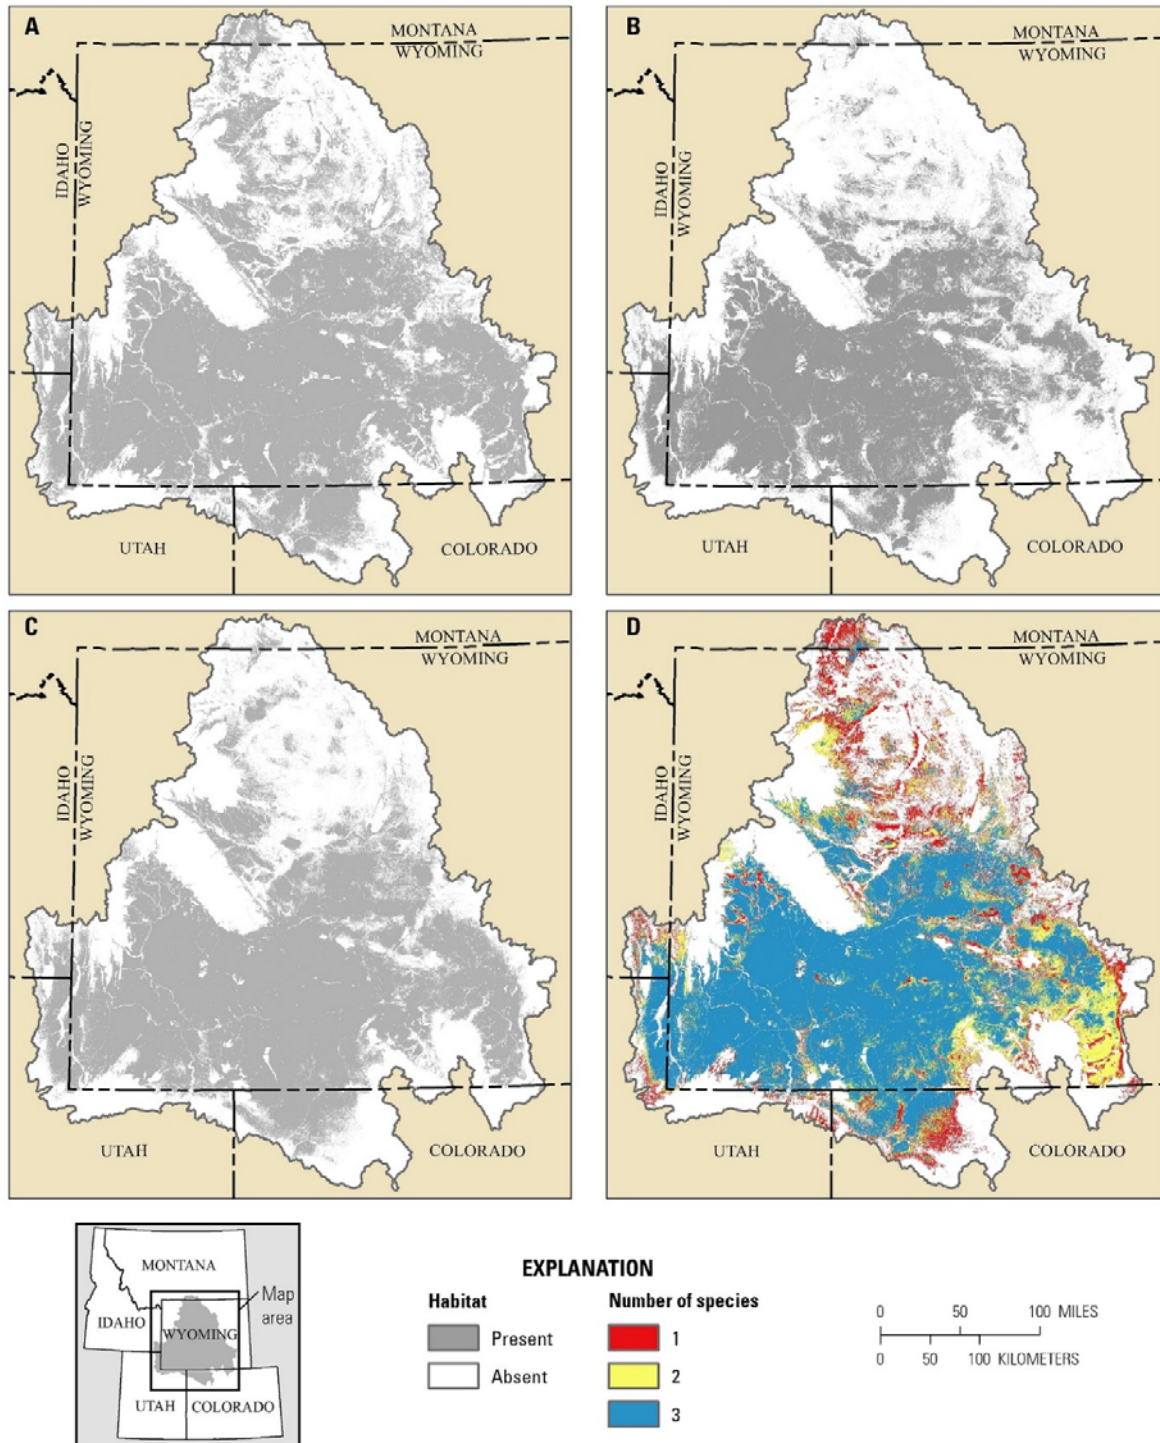 A
MONTANA
WYOMING
IDAHO
WYOMING
UTAH
COLORADO
B
MONTANA
WYOMING
IDAHO
WYOMING
UTAH
COLORADO
C
MONTANA
WYOMING
IDAHO
WYOMING
UTAH
COLORADO
D
MONTANA
WYOMING
IDAHO
WYOMING
UTAH
COLORADO
MONTANA
IDAHO
WYOMING
UTAH
COLORADO
Map
area
EXPLANATION
Habitat
Present
Absent
Number of species
1
2
3
0 50 100 MILES
0 50 100 KILOMETERS